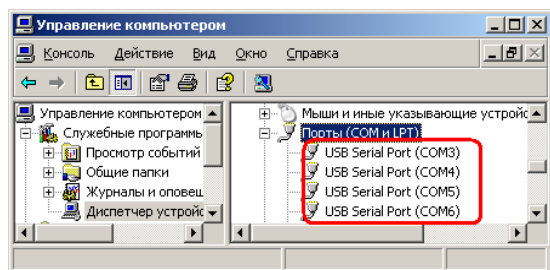 Управление компьютером
Консоль Действие Вид Окно Справка
Управление компьютером
Служебные программь
Просмотр событий
Общие папки
Журналы и оповещ
Диспетчер устройс
Мыши и иные указывающие устройс
Порты (COM и LPT)
USB Serial Port (COM3)
USB Serial Port (COM4)
USB Serial Port (COM5)
USB Serial Port (COM6)